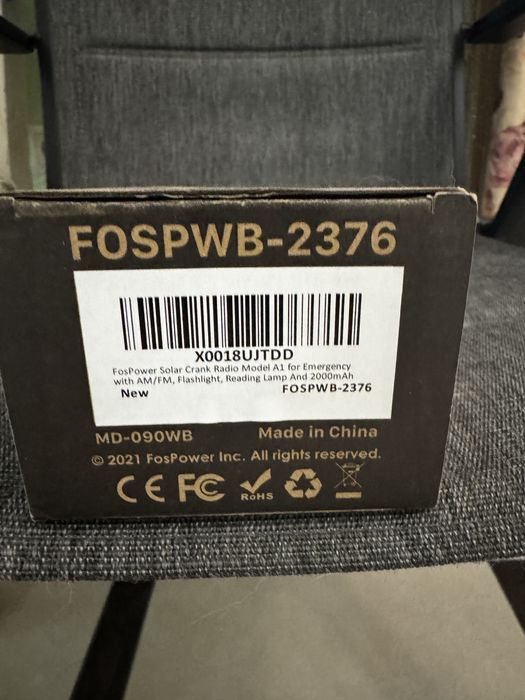 FOSPWB-2376
X0018UJTDD
FosPower Solar Crank Radio Model A1 for Emergency
with AM/FM, Flashlight, Reading Lamp And 2000mAh
New FOSPWB-2376
MD-090WB Made in China
© 2021 FosPower Inc. All rights reserved.
CE FC RoHS